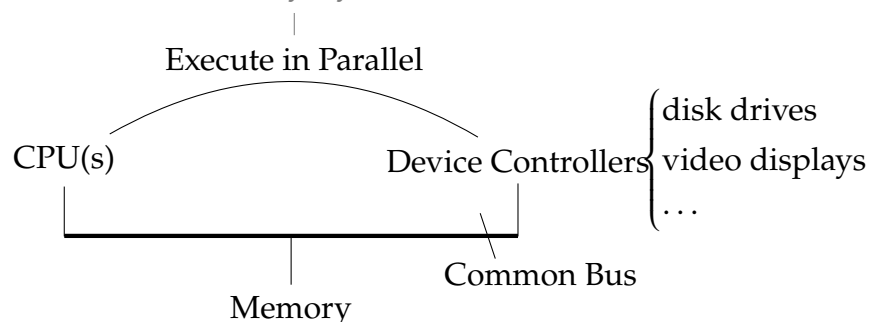 Execute in Parallel
disk drives
CPU(s)
Device Controllers
video displays
...
Common Bus
Memory